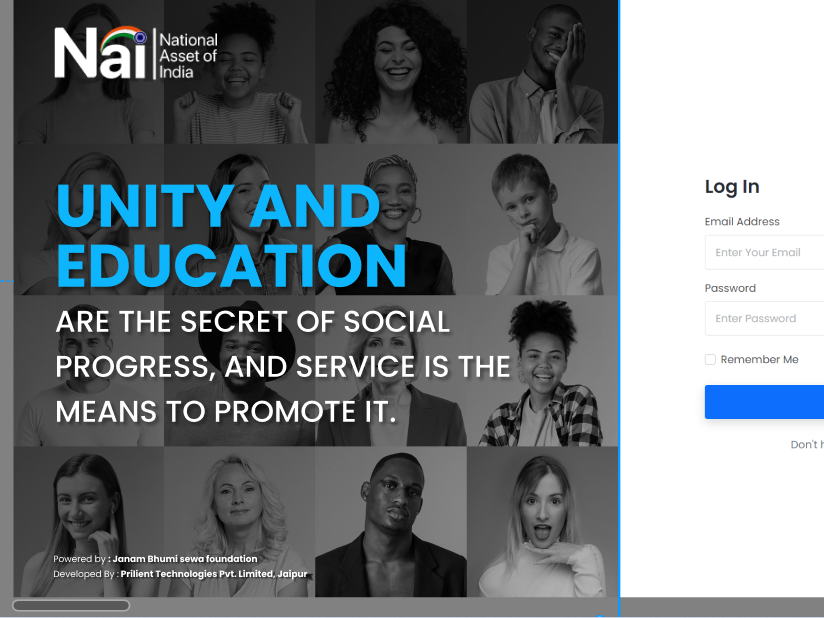 Nai
National
Asset of
India
UNITY AND
EDUCATION
ARE THE SECRET OF SOCIAL
PROGRESS, AND SERVICE IS THE
MEANS TO PROMOTE IT.
Powered by : Janam Bhumi sewa foundation
Developed By : Prilient Technologies Pvt. Limited, Jaipur
Log In
Email Address
Enter Your Email
Password
Enter Password
Remember Me
Don't h